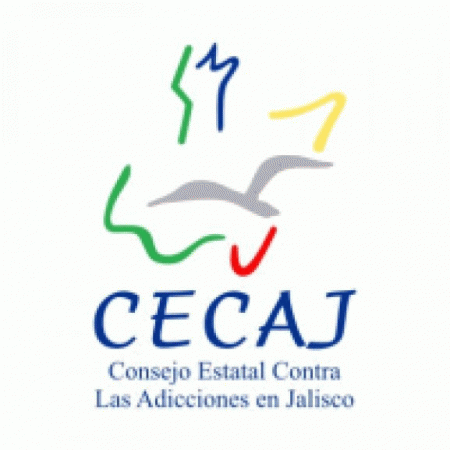 CECAJ
Consejo Estatal Contra
Las Adicciones en Jalisco